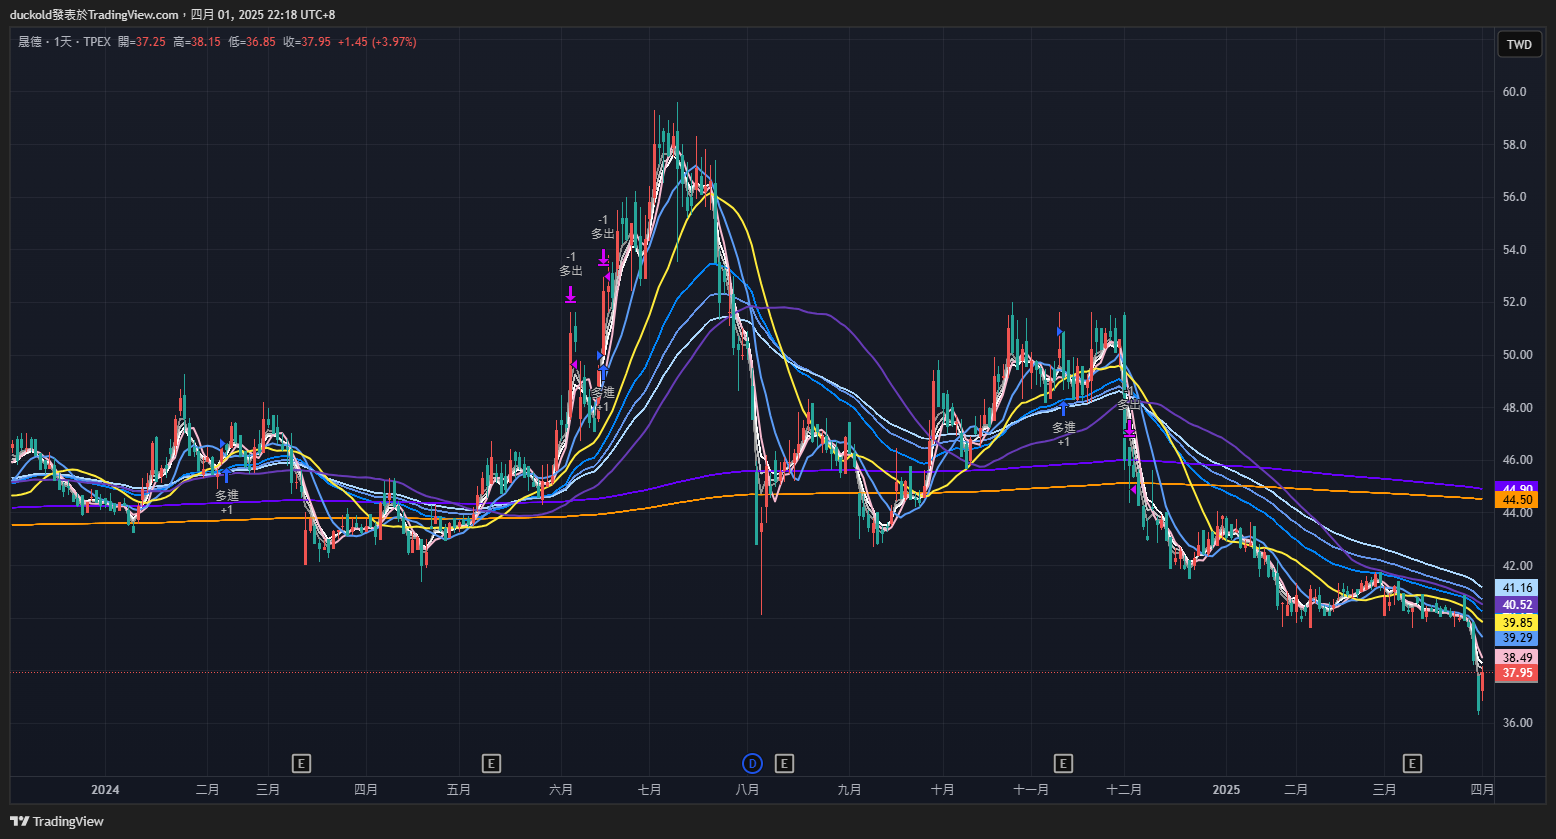 duckold發表於TradingView.com，四月 01, 2025 22:18 UTC+8
晟德・1天・TPEX 開=37.25 高=38.15 低=36.85 收=37.95 +1.45 (+3.97%)
TWD
60.0
58.0
56.0
54.0
52.0
50.00
48.00
46.00
44.90
44.50
44.00
42.00
41.16
40.52
39.85
39.29
38.49
37.95
36.00
-1
多出
-1
多出
多進
+1
多進
+1
多進
+1
多出
E
E
D
E
E
E
2024
二月
三月
四月
五月
六月
七月
八月
九月
十月
十一月
十二月
2025
二月
三月
四月
TradingView